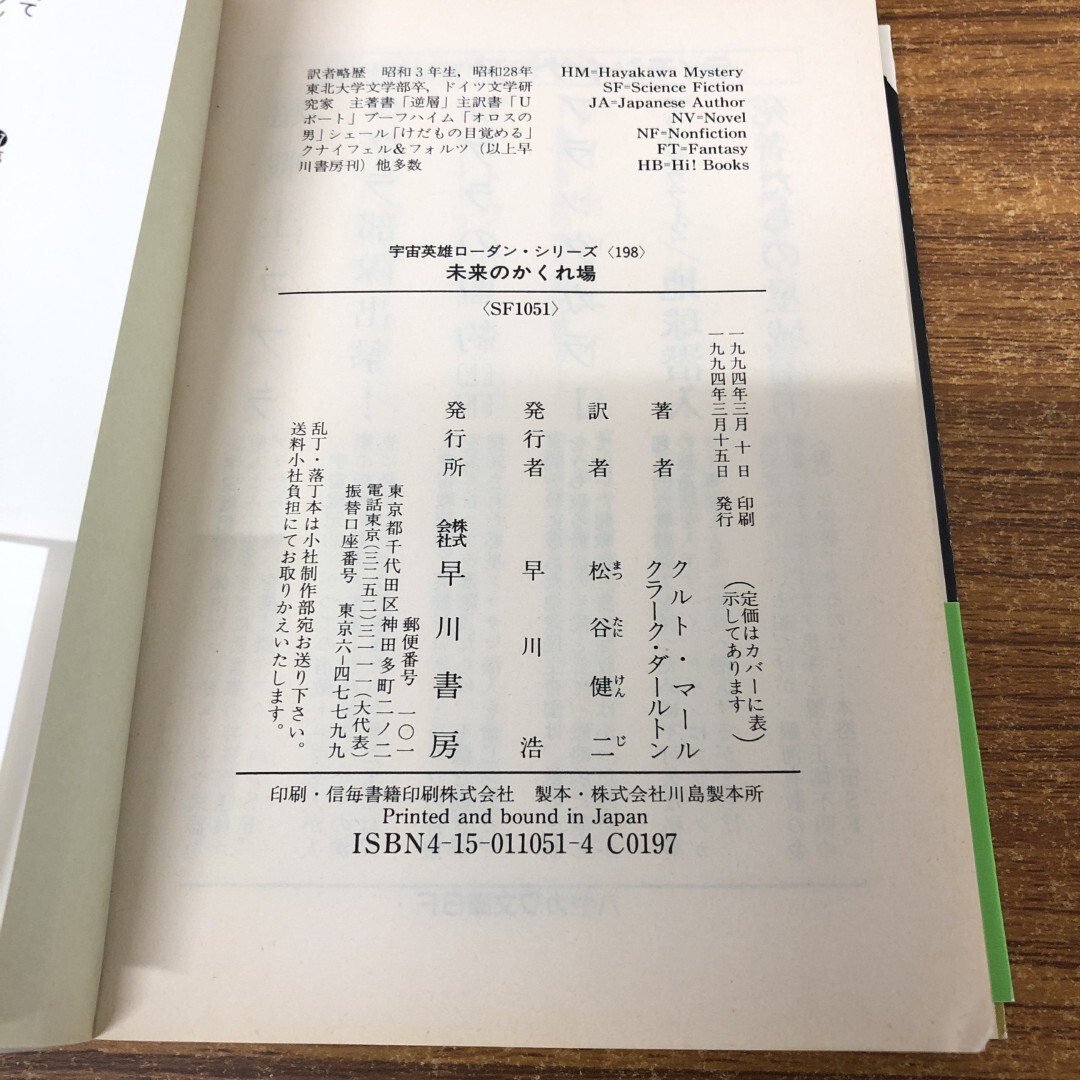 訳者略歴　昭和3年生，昭和28年
東北大学文学部卒，ドイツ文学研
究家　主著書「逆層」主訳書「U
ボート」ブーフハイム「オロスの
男」シェール「けだもの目覚める」
クナイフェル＆フォルツ（以上早
川書房刊）他多数
HM=Hayakawa Mystery
SF=Science Fiction
JA=Japanese Author
NV=Novel
NF=Nonfiction
FT=Fantasy
HB=Hi! Books
宇宙英雄ローダン・シリーズ〈198〉
未来のかくれ場
〈SF1051〉
一九九四年三月　十　日　印刷
一九九四年三月十五日　発行
（定価はカバーに表
示してあります）
著　者　クルト・マール
クラーク・ダールトン
訳　者　松谷健二
まつ　たに　けん　じ
発行者　早川　浩
発行所　株式会社　早川書房
郵便番号　一〇一
東京都千代田区神田多町二ノ二
電話東京（三二五二）三一一一（大代表）
振替口座番号　東京六−四七七九九
乱丁・落丁本は小社制作部宛お送り下さい。
送料小社負担にてお取りかえいたします。
印刷・信毎書籍印刷株式会社　製本・株式会社川島製本所
Printed and bound in Japan
ISBN4-15-011051-4 C0197